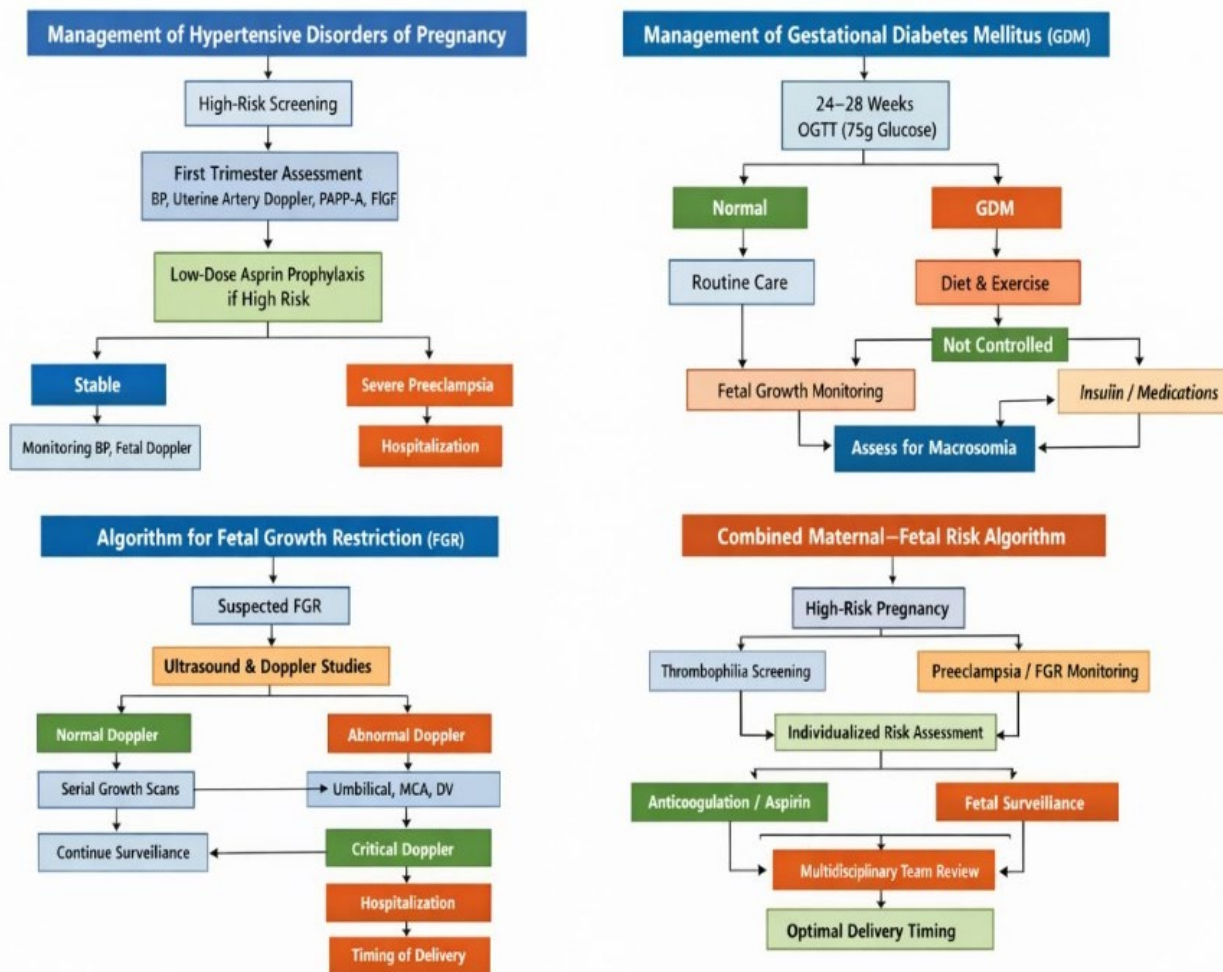 Management of Hypertensive Disorders of Pregnancy
High-Risk Screening
First Trimester Assessment
BP, Uterine Artery Doppler, PAPP-A, FlGF
Low-Dose Asprin Prophylaxis
if High Risk
Stable
Severe Preeclampsia
Monitoring BP, Fetal Doppler
Hospitalization
Management of Gestational Diabetes Mellitus (GDM)
24–28 Weeks
OGTT (75g Glucose)
Normal
GDM
Routine Care
Diet & Exercise
Not Controlled
Fetal Growth Monitoring
Insulin / Medications
Assess for Macrosomia
Algorithm for Fetal Growth Restriction (FGR)
Suspected FGR
Ultrasound & Doppler Studies
Normal Doppler
Abnormal Doppler
Serial Growth Scans
Umbilical, MCA, DV
Continue Surveiliance
Critical Doppler
Hospitalization
Timing of Delivery
Combined Maternal—Fetal Risk Algorithm
High-Risk Pregnancy
Thrombophilia Screening
Preeclampsia / FGR Monitoring
Individualized Risk Assessment
Anticoogulation / Aspirin
Fetal Surveillance
Multidisciplinary Team Review
Optimal Delivery Timing